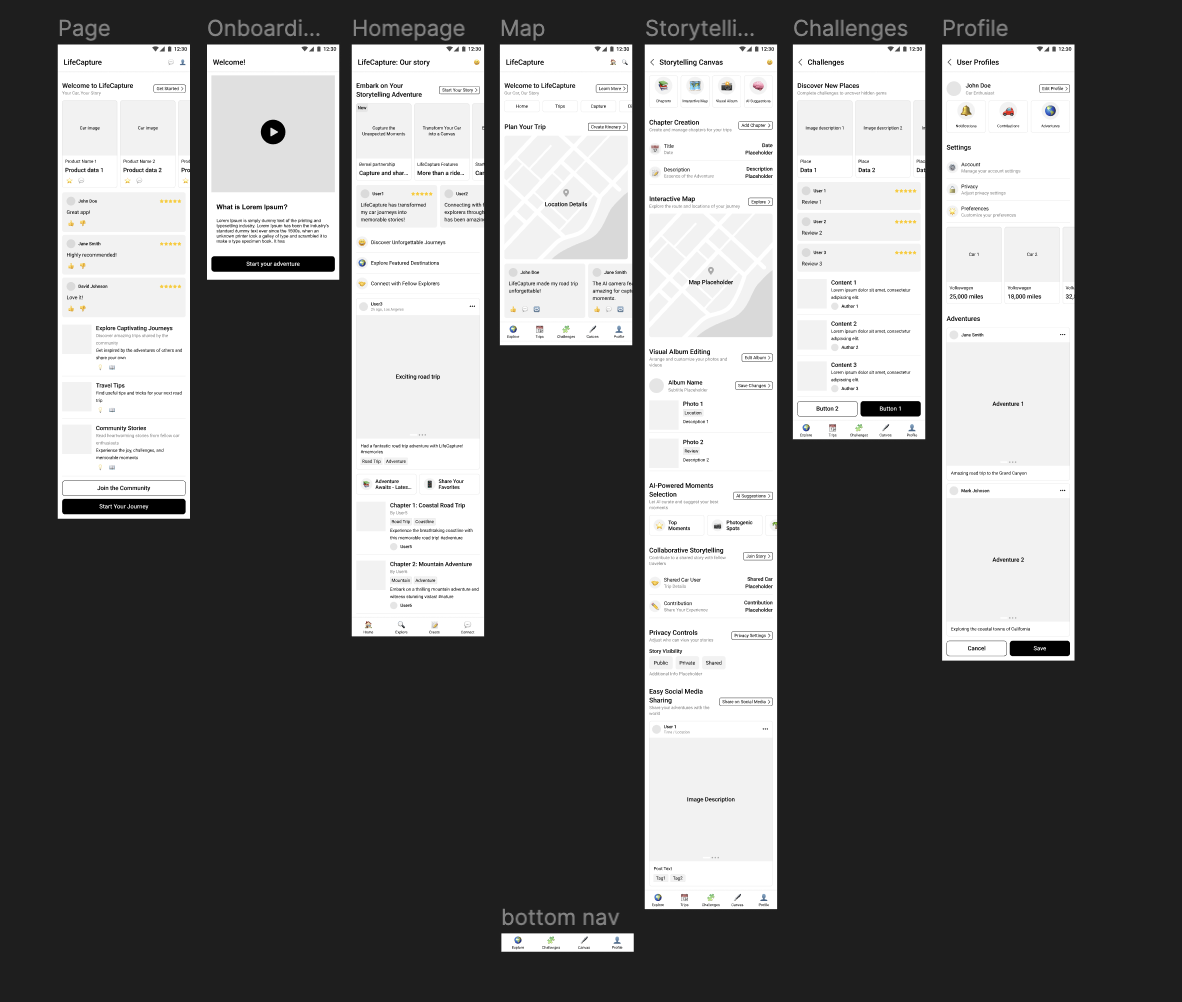 Page
12:30
LifeCapture
Welcome to LifeCapture
Your Car, Your Story
Get Started
Car image
Car image
Product Name 1
Product data 1
Product Name 2
Product data 2
John Doe
Great app!
Jane Smith
Highly recommended!
David Johnson
Love it!
Explore Captivating Journeys
Discover amazing trips shared by the
community
Get inspired by the adventures of others and
share your own
Travel Tips
Find useful tips and tricks for your next road
trip
Community Stories
Read heartwarming stories from fellow car
enthusiasts
Experience the joy, challenges, and
memorable moments
Join the Community
Start Your Journey
Onboardi...
12:30
Welcome!
What is Lorem Ipsum?
Lorem Ipsum is simply dummy text of the printing and
typesetting industry. Lorem Ipsum has been the industry's
standard dummy text ever since the 1500s, when an
unknown printer took a galley of type and scrambled it to
make a type specimen book. It has
Start your adventure
Homepage
12:30
LifeCapture: Our story
Embark on Your
Storytelling Adventure
Start Your Story
New
Capture the
Unexpected Moments
Transform Your Car
into a Canvas
LifeCapture Features
Capture and shar...
More than a ride...
User1
LifeCapture has transformed
my car journeys into
memorable stories!
User2
Connecting with
explorers through
has been amazing
Discover Unforgettable Journeys
Explore Featured Destinations
Connect with Fellow Explorers
User3
Exciting road trip
Had a fantastic road trip adventure with LifeCapture!
#memories
Road Trip
Adventure
Adventure
Awaits - Lates...
Share Your
Favorites
Chapter 1: Coastal Road Trip
By User5
Road Trip
Coastline
Experience the breathtaking coastline with
this memorable road trip! #adventure
User5
Chapter 2: Mountain Adventure
By User6
Mountain
Adventure
Embark on a thrilling mountain adventure and
witness stunning vistas! #nature
User6
Home
Explore
Create
Connect
Map
12:30
LifeCapture
Welcome to LifeCapture
Our Car, Our Story
Learn More
Home
Trips
Capture
Plan Your Trip
Create Itinerary
Location Details
John Doe
LifeCapture made my road trip
unforgettable!
Jane Smith
The AI camera fe
amazing for capt
moments.
Explore
Trips
Challenges
Canvas
Profile
Storytelli...
12:30
Storytelling Canvas
Chapters
Interactive Map
Visual Album
AI Suggestions
Chapter Creation
Create and manage chapters for your trips
Add Chapter
Title
Date
Date
Placeholder
Description
Essence of the Adventure
Description
Placeholder
Interactive Map
Explore the route and locations of your journey
Explore
Map Placeholder
Visual Album Editing
Arrange and customize your photos and
videos
Edit Album
Album Name
Subtitle Placeholder
Save Changes
Photo 1
Location
Description 1
Photo 2
Review
Description 2
AI-Powered Moments
Selection
Let AI curate and suggest your best
moments
AI Suggestions
Top
Moments
Photogenic
Spots
Collaborative Storytelling
Contribute to a shared story with fellow
travelers
Join Story
Shared Car User
Trip Details
Shared Car
Placeholder
Contribution
Share Your Experience
Contribution
Placeholder
Privacy Controls
Adjust who can view your stories
Privacy Settings
Story Visibility
Public
Private
Shared
Additional Info Placeholder
Easy Social Media
Sharing
Share your adventures with the
world
Share on Social Media
User 1
Time / Location
Image Description
Post Text
Tag1
Tag2
Explore
Trips
Challenges
Canvas
Profile
Challenges
12:30
Challenges
Discover New Places
Complete challenges to uncover hidden gems
Image description 1
Image description 2
Place
Data 1
Place
Data 2
User 1
Review 1
User 2
Review 2
User 3
Review 3
Content 1
Lorem ipsum dolor sit amet, consectetur
adipiscing elit.
Author 1
Content 2
Lorem ipsum dolor sit amet, consectetur
adipiscing elit.
Author 2
Content 3
Lorem ipsum dolor sit amet, consectetur
adipiscing elit.
Author 3
Button 2
Button 1
Explore
Trips
Challenges
Canvas
Profile
Profile
12:30
User Profiles
John Doe
Car Enthusiast
Edit Profile
Notifications
Contributions
Adventures
Settings
Account
Manage your account settings
Privacy
Adjust privacy settings
Preferences
Customize your preferences
Car 1
Car 2
Volkswagen
25,000 miles
Volkswagen
18,000 miles
32,
Adventures
Jane Smith
Adventure 1
Amazing road trip to the Grand Canyon
Mark Johnson
Adventure 2
Exploring the coastal towns of California
Cancel
Save
bottom nav
Explore
Challenges
Canvas
Profile